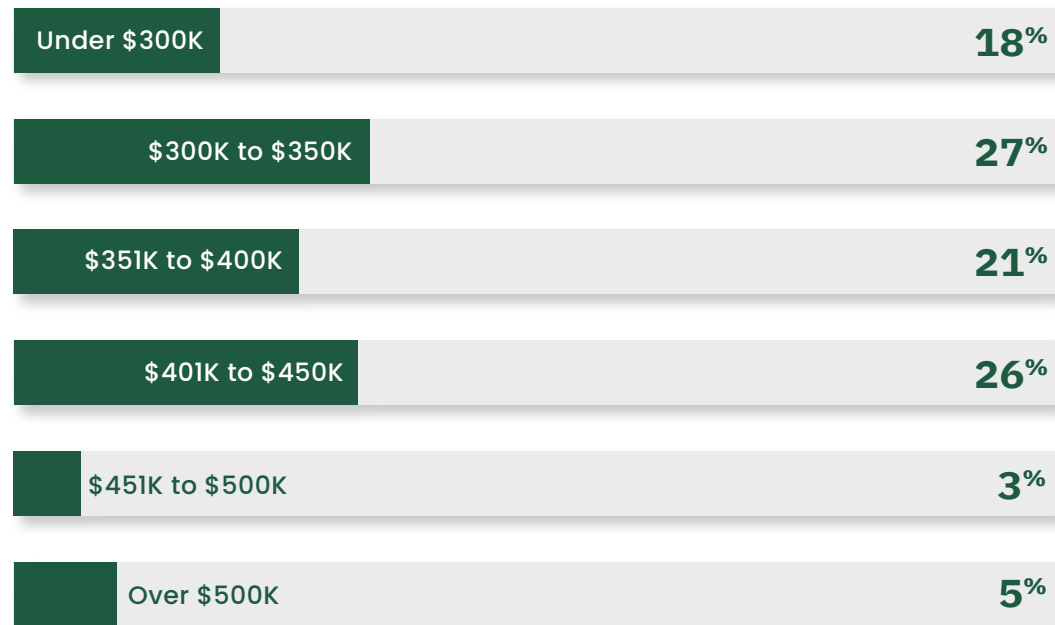 Under $300K 18%
$300K to $350K 27%
$351K to $400K 21%
$401K to $450K 26%
$451K to $500K 3%
Over $500K 5%